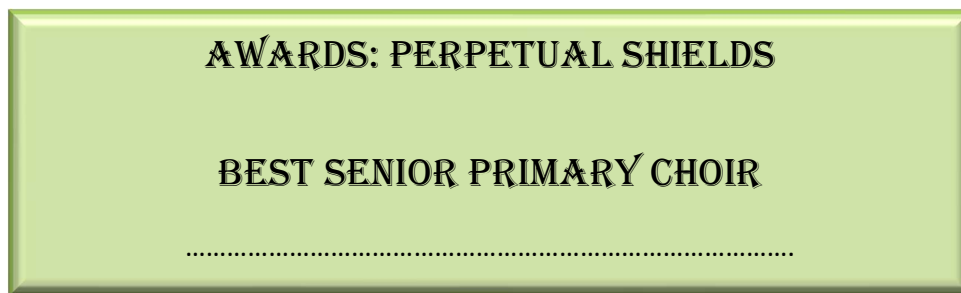 AWARDS: PERPETUAL SHIELDS
BEST SENIOR PRIMARY CHOIR
……………………………………………………………………………….